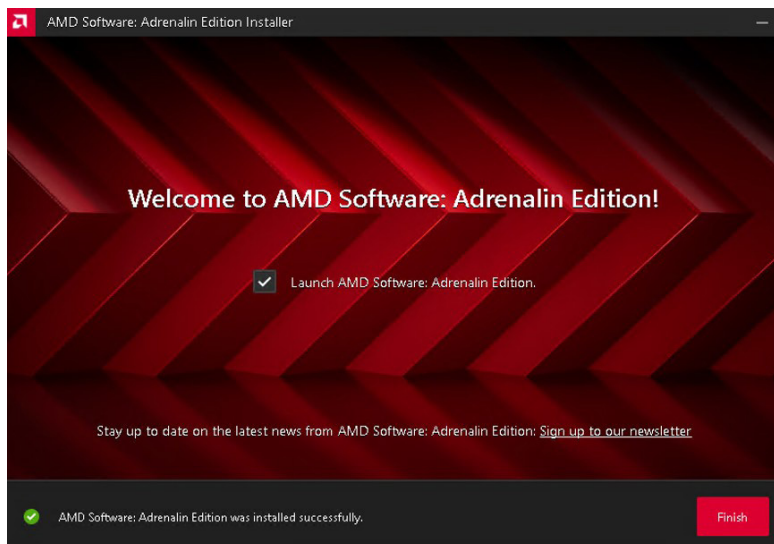 AMD Software: Adrenalin Edition Installer
Welcome to AMD Software: Adrenalin Edition!
Launch AMD Software: Adrenalin Edition.
Stay up to date on the latest news from AMD Software: Adrenalin Edition: Sign up to our newsletter
AMD Software: Adrenalin Edition was installed successfully.
Finish